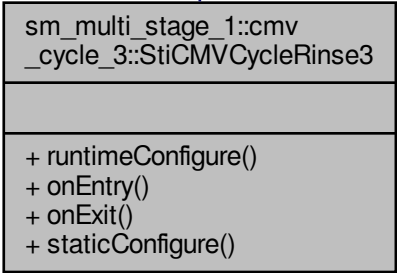 sm_multi_stage_1::cmv
_cycle_3::StiCMVCycleRinse3
+ runtimeConfigure()
+ onEntry()
+ onExit()
+ staticConfigure()